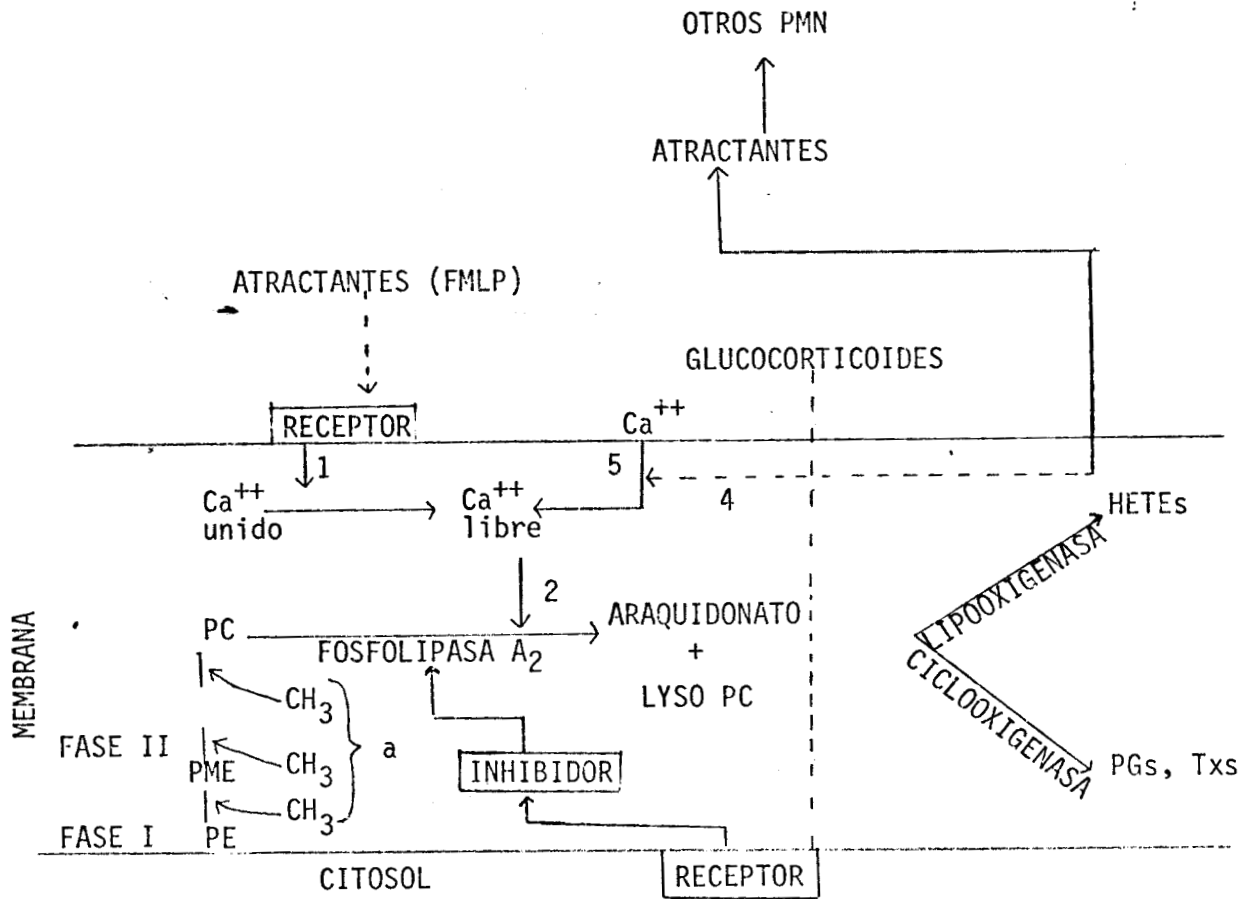 OTROS PMN
ATRACTANTES
ATRACTANTES (FMLP)
GLUCOCORTICOIDES
RECEPTOR
Ca++
1
5
4
Ca++
unido
Ca++
libre
HETEs
2
LIPOOXIGENASA
MEMBRANA
PC
FOSFOLIPASA A2
ARAQUIDONATO
+
LYSO PC
CICLOOXIGENASA
CH3
a
FASE II
PME
CH3
INHIBIDOR
PGs, Txs
CH3
FASE I
PE
CITOSOL
RECEPTOR